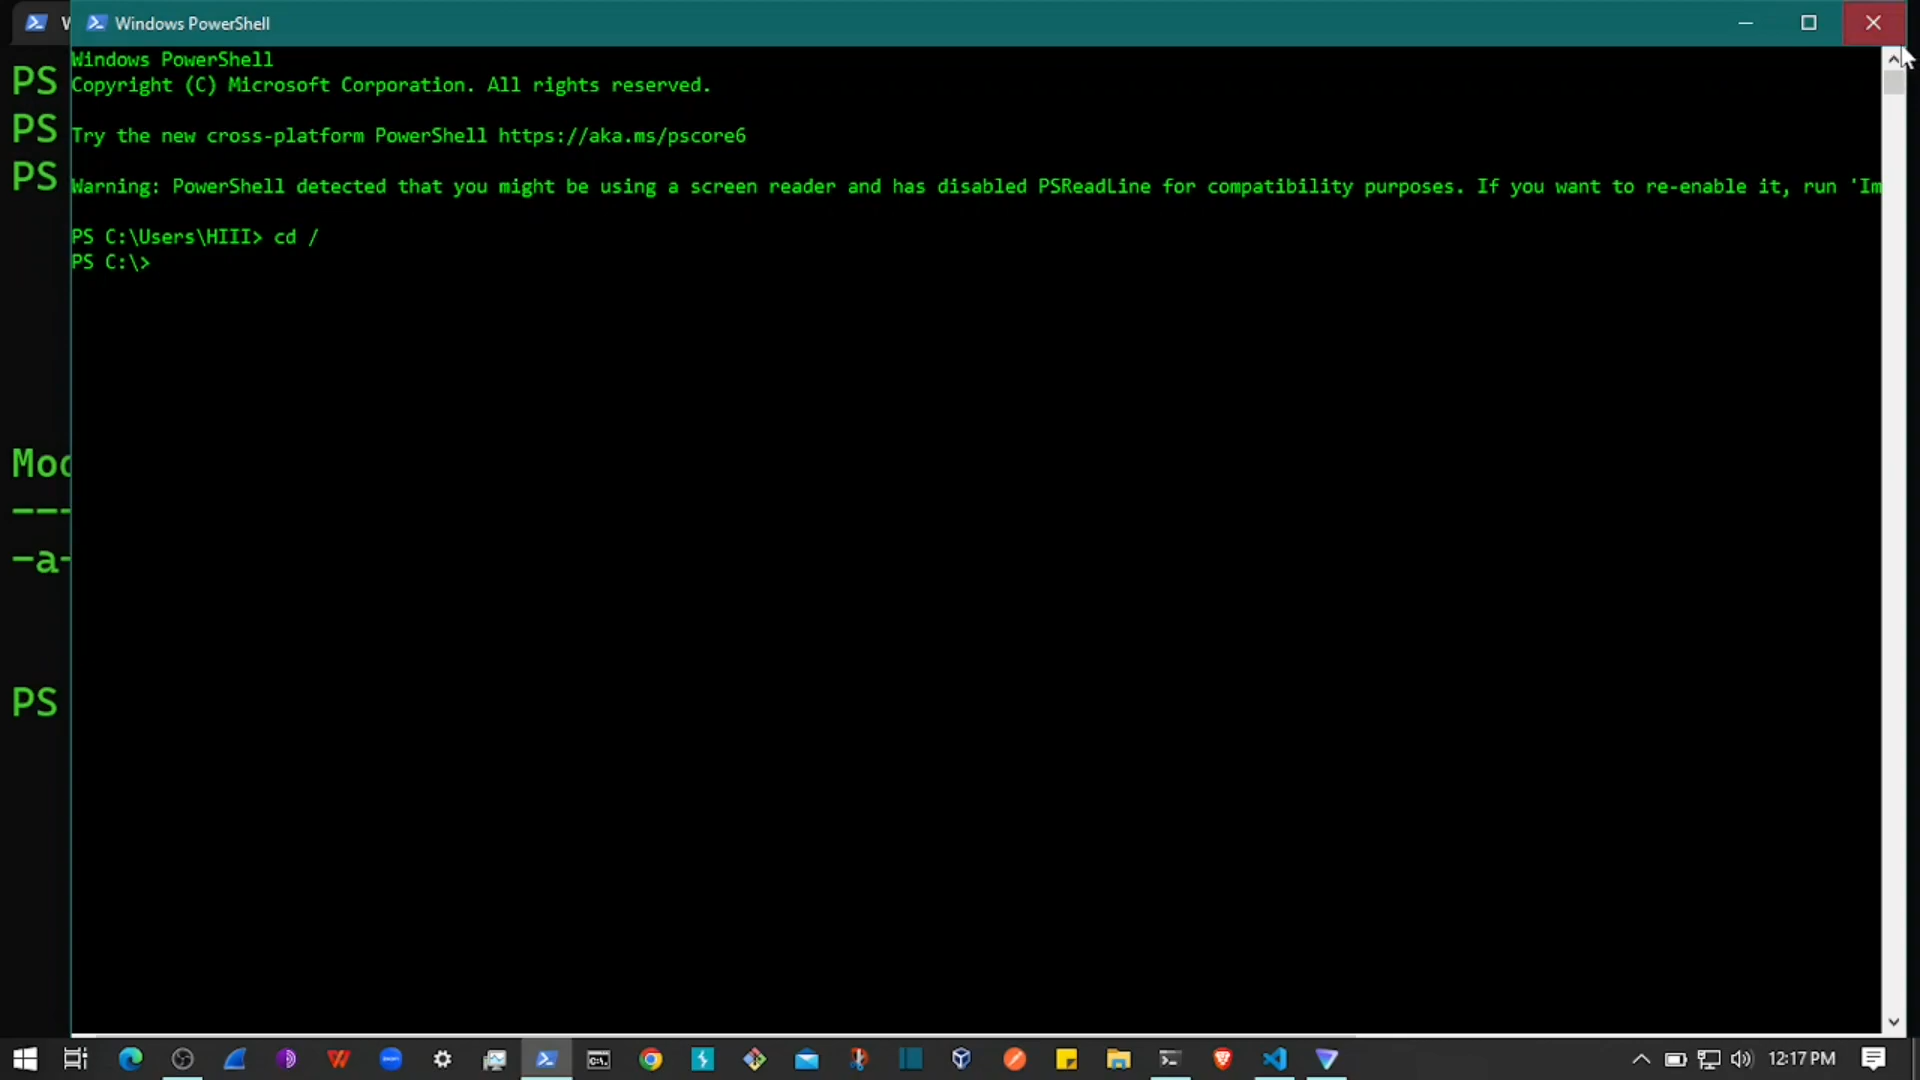 W
Windows PowerShell
PS
PS
PS
Windows PowerShell
Copyright (C) Microsoft Corporation. All rights reserved.
Try the new cross-platform PowerShell https://aka.ms/pscore6
Warning: PowerShell detected that you might be using a screen reader and has disabled PSReadLine for compatibility purposes. If you want to re-enable it, run 'Im
PS C:\Users\HIII> cd /
PS C:\>
Mod
---
-a-
PS
12:17 PM